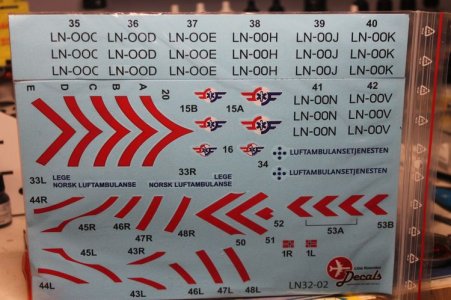 35 36 37 38 39 40
LN-OOC LN-OOD LN-OOE LN-OOH LN-OOJ LN-OOK
LN-OOC LN-OOD LN-OOE LN-OOH LN-OOJ LN-OOK
LN-OOC LN-OOD LN-OOE LN-OOH LN-OOJ LN-OOK
E D C B A 20 41 42
15B 15A LN-OON LN-OOV
LN-OON LN-OOV
LN-OON LN-OOV
16 34 LUFTAMBULANSETJENESTEN
33R LUFTAMBULANSETJENESTEN
33L LEGE LEGE
NORSK LUFTAMBULANSE NORSK LUFTAMBULANSE
44R 45R 43R 47R 48R 50 51 52 53A 53B
46R 1R 1L
44L 45L 43L 46L 47L 48L
Decals
LN32-02